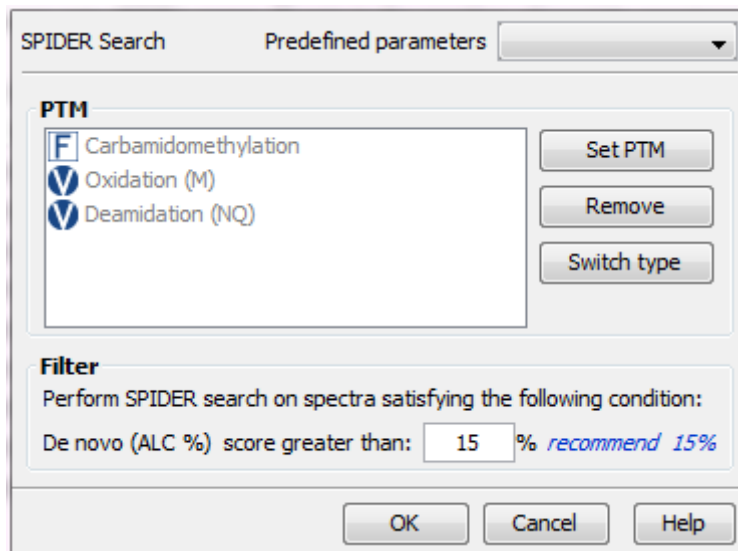 SPIDER Search Predefined parameters
PTM
F Carbamidomethylation
V Oxidation (M)
V Deamidation (NQ)
Set PTM
Remove
Switch type
Filter
Perform SPIDER search on spectra satisfying the following condition:
De novo (ALC %) score greater than: 15 % recommend 15%
OK Cancel Help